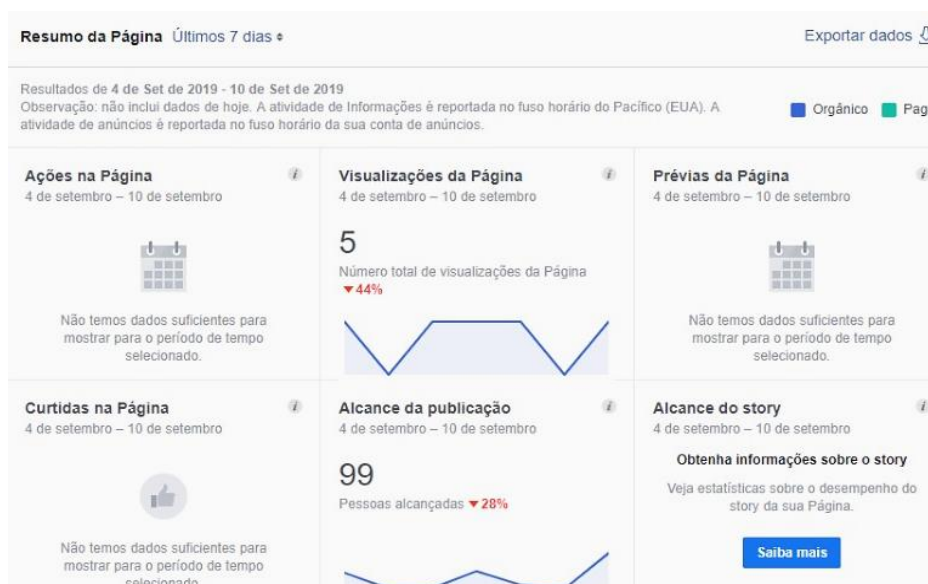 Resumo da Página Últimos 7 dias
Exportar dados
Resultados de 4 de Set de 2019 - 10 de Set de 2019
Observação: não inclui dados de hoje. A atividade de Informações é reportada no fuso horário do Pacífico (EUA). A
atividade de anúncios é reportada no fuso horário da sua conta de anúncios.
Orgânico Pag
Ações na Página
4 de setembro – 10 de setembro
Não temos dados suficientes para
mostrar para o período de tempo
selecionado.
Visualizações da Página
4 de setembro – 10 de setembro
5
Número total de visualizações da Página
▼44%
Prévias da Página
4 de setembro – 10 de setembro
Não temos dados suficientes para
mostrar para o período de tempo
selecionado.
Curtidas na Página
4 de setembro – 10 de setembro
Não temos dados suficientes para
mostrar para o período de tempo
selecionado
Alcance da publicação
4 de setembro – 10 de setembro
99
Pessoas alcançadas ▼28%
Alcance do story
4 de setembro – 10 de setembro
Obtenha informações sobre o story
Veja estatísticas sobre o desempenho do
story da sua Página.
Saiba mais